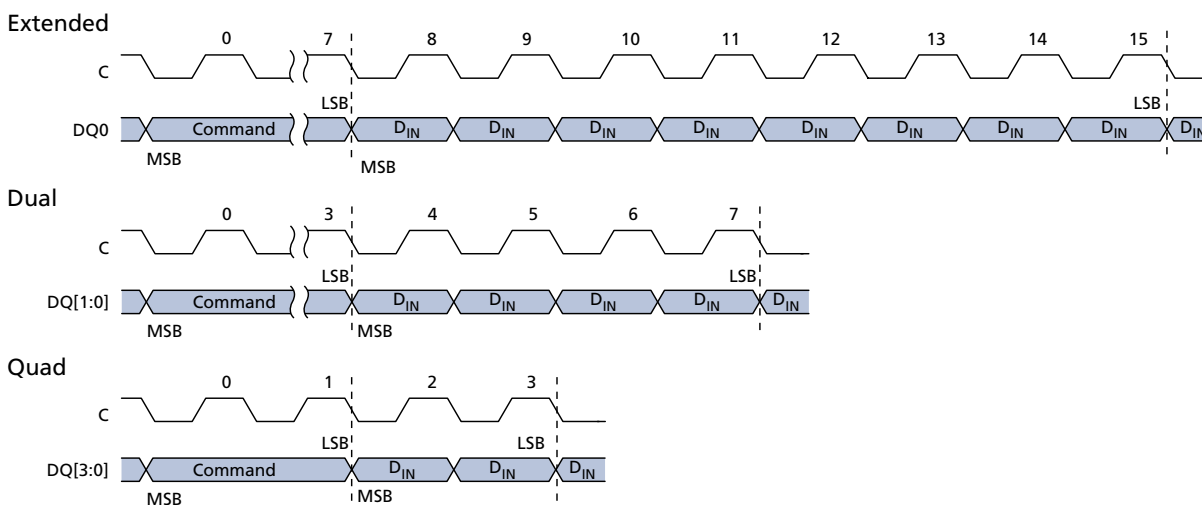 Extended
0 7 8 9 10 11 12 13 14 15
C
LSB LSB
DQ0 Command DIN DIN DIN DIN DIN DIN DIN DIN DIN
MSB MSB
Dual
0 3 4 5 6 7
C
LSB LSB
DQ[1:0] Command DIN DIN DIN DIN DIN
MSB MSB
Quad
0 1 2 3
C
LSB LSB
DQ[3:0] Command DIN DIN DIN
MSB MSB